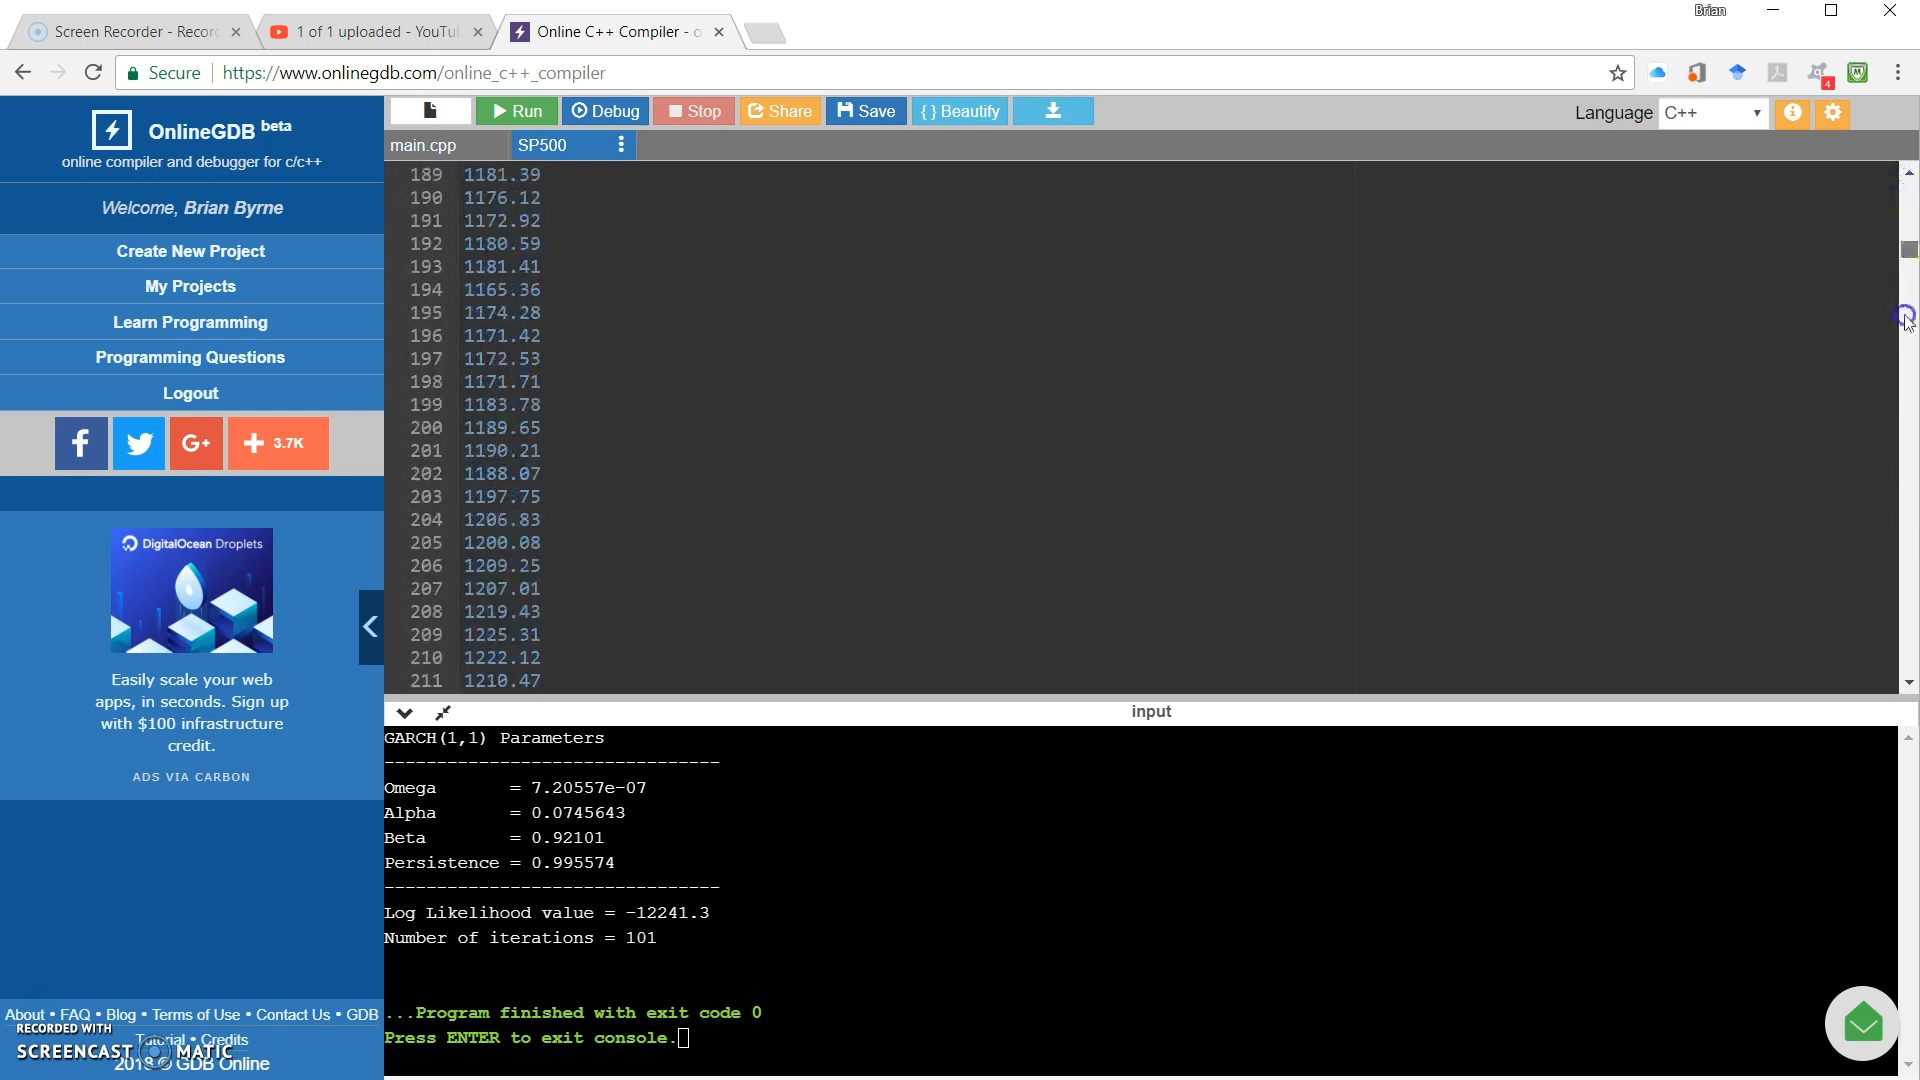 Brian
Screen Recorder - Record
1 of 1 uploaded - YouTu
Online C++ Compiler - o
Secure
https://www.onlinegdb.com/online_c++_compiler
4
OnlineGDB beta
online compiler and debugger for c/c++
Welcome, Brian Byrne
Create New Project
My Projects
Learn Programming
Programming Questions
Logout
3.7K
DigitalOcean Droplets
Easily scale your web
apps, in seconds. Sign up
with $100 infrastructure
credit.
ADS VIA CARBON
About • FAQ • Blog • Terms of Use • Contact Us • GDB
Tutorial • Credits
2018 © GDB Online
RECORDED WITH
SCREENCAST MATIC
Run
Debug
Stop
Share
Save
{ } Beautify
Language C++
main.cpp
SP500
189 1181.39
190 1176.12
191 1172.92
192 1180.59
193 1181.41
194 1165.36
195 1174.28
196 1171.42
197 1172.53
198 1171.71
199 1183.78
200 1189.65
201 1190.21
202 1188.07
203 1197.75
204 1206.83
205 1200.08
206 1209.25
207 1207.01
208 1219.43
209 1225.31
210 1222.12
211 1210.47
input
GARCH(1,1) Parameters
--------------------------------
Omega = 7.20557e-07
Alpha = 0.0745643
Beta = 0.92101
Persistence = 0.995574
--------------------------------
Log Likelihood value = -12241.3
Number of iterations = 101
...Program finished with exit code 0
Press ENTER to exit console.